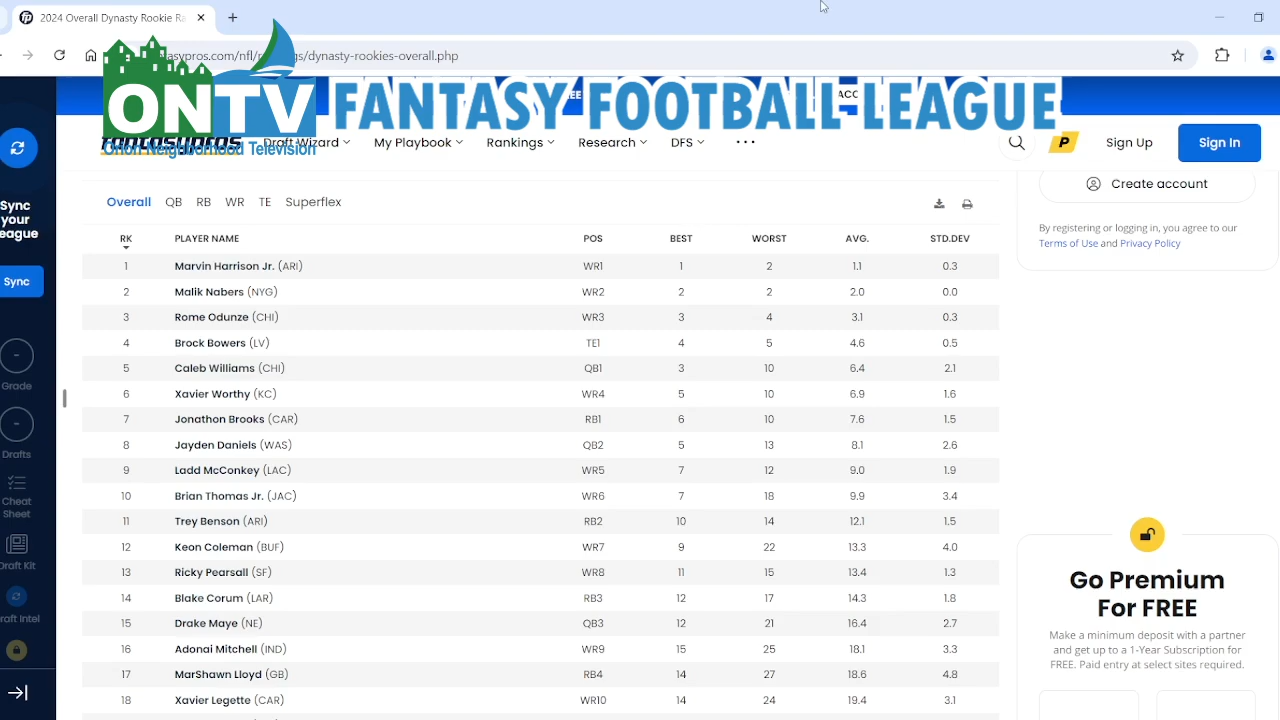 2024 Overall Dynasty Rookie Ra
asypros.com/nfl/r gs/dynasty-rookies-overall.php
ONTV FANTASY FOOTBALL LEAGUE
Orion Neighborhood Television
fantasypros Draft Wizard My Playbook Rankings Research DFS ... P Sign Up Sign In
Create account
By registering or logging in, you agree to our
Terms of Use and Privacy Policy
Sync
your
eague
Sync
Grade
Drafts
Cheat
Sheet
Draft Kit
raft Intel
Overall QB RB WR TE Superflex
RK PLAYER NAME POS BEST WORST AVG. STD.DEV
1 Marvin Harrison Jr. (ARI) WR1 1 2 1.1 0.3
2 Malik Nabers (NYG) WR2 2 2 2.0 0.0
3 Rome Odunze (CHI) WR3 3 4 3.1 0.3
4 Brock Bowers (LV) TE1 4 5 4.6 0.5
5 Caleb Williams (CHI) QB1 3 10 6.4 2.1
6 Xavier Worthy (KC) WR4 5 10 6.9 1.6
7 Jonathon Brooks (CAR) RB1 6 10 7.6 1.5
8 Jayden Daniels (WAS) QB2 5 13 8.1 2.6
9 Ladd McConkey (LAC) WR5 7 12 9.0 1.9
10 Brian Thomas Jr. (JAC) WR6 7 18 9.9 3.4
11 Trey Benson (ARI) RB2 10 14 12.1 1.5
12 Keon Coleman (BUF) WR7 9 22 13.3 4.0
13 Ricky Pearsall (SF) WR8 11 15 13.4 1.3
14 Blake Corum (LAR) RB3 12 17 14.3 1.8
15 Drake Maye (NE) QB3 12 21 16.4 2.7
16 Adonai Mitchell (IND) WR9 15 25 18.1 3.3
17 MarShawn Lloyd (GB) RB4 14 27 18.6 4.8
18 Xavier Legette (CAR) WR10 14 24 19.4 3.1
Go Premium
For FREE
Make a minimum deposit with a partner
and get up to a 1-Year Subscription for
FREE. Paid entry at select sites required.